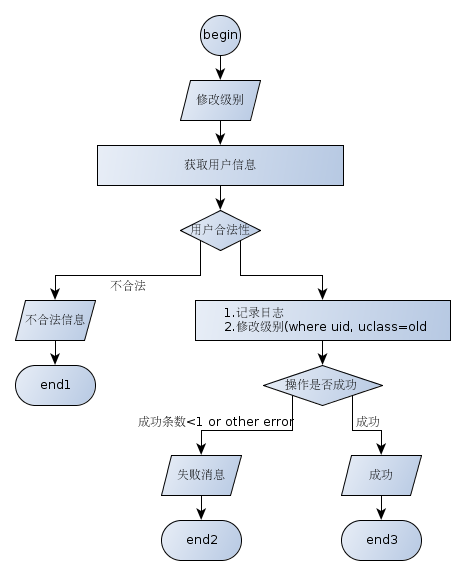 begin
修改级别
获取用户信息
用户合法性
不合法
不合法信息
1.记录日志
2.修改级别(where uid, uclass=old
end1
操作是否成功
成功条数<1 or other error
成功
失败消息
成功
end2
end3